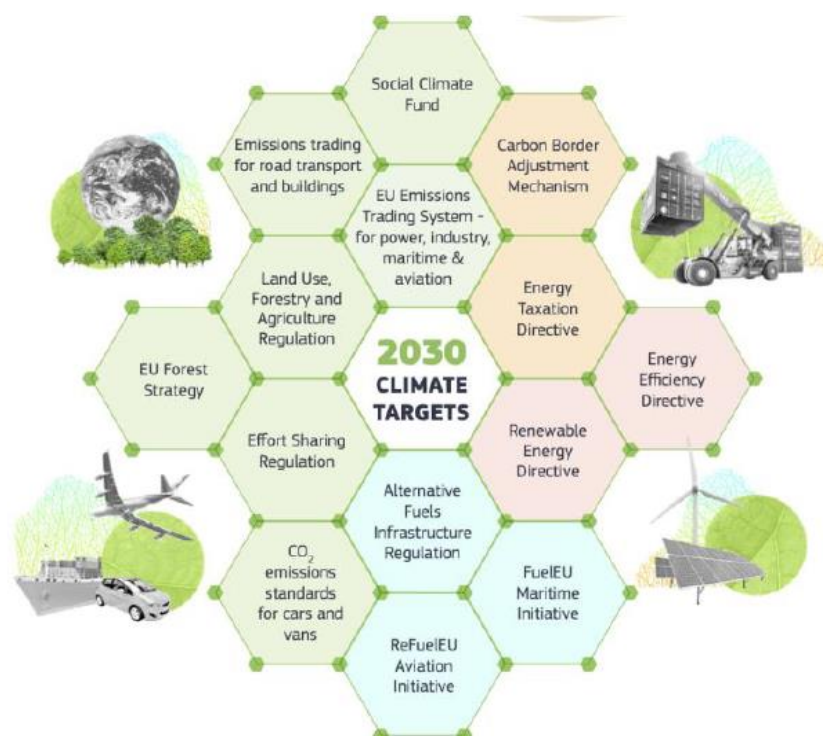 Social Climate
Fund
Emissions trading
for road transport
and buildings
Carbon Border
Adjustment
Mechanism
EU Emissions
Trading System -
for power, industry,
maritime &
aviation
Land Use,
Forestry and
Agriculture
Regulation
Energy
Taxation
Directive
EU Forest
Strategy
2030
CLIMATE
TARGETS
Energy
Efficiency
Directive
Effort Sharing
Regulation
Renewable
Energy
Directive
Alternative
Fuels
Infrastructure
Regulation
CO₂
emissions
standards
for cars and
vans
FuelEU
Maritime
Initiative
ReFuelEU
Aviation
Initiative